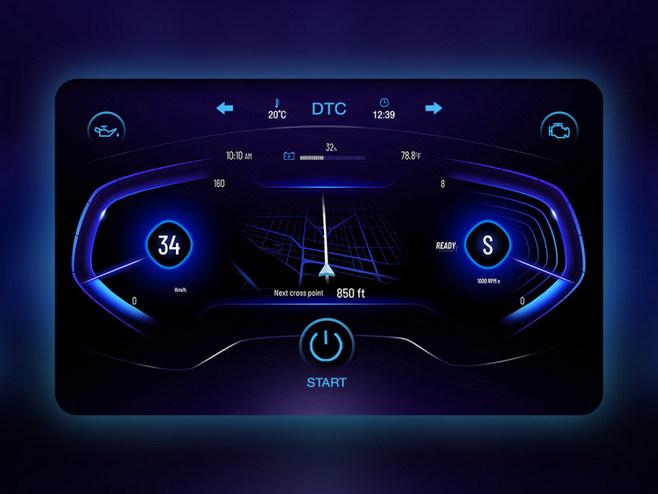 20°C
DTC
12:39
10:10 AM
32%
78.8°F
160
8
34
Km/h
READY
S
1000 RPM x
0
0
Next cross point 850 ft
START